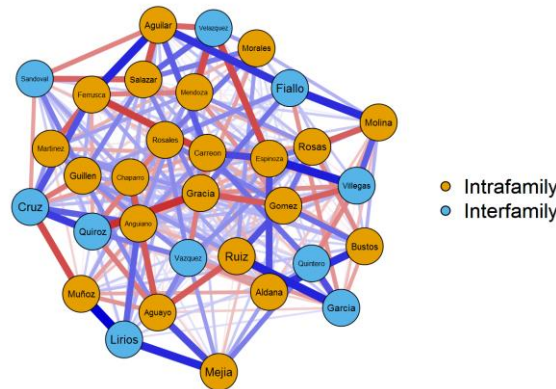 Aguilar
Velazquez
Morales
Sandoval
Salazar
Ferrusca
Mendoza
Fiallo
Molina
Martinez
Rosales
Carreon
Espinoza
Rosas
Guillen
Chaparro
Gracia
Villegas
Cruz
Quiroz
Anguiano
Gomez
Vazquez
Ruiz
Quintero
Bustos
Muñoz
Aguayo
Aldana
Garcia
Lirios
Mejia
Intrafamily
Interfamily